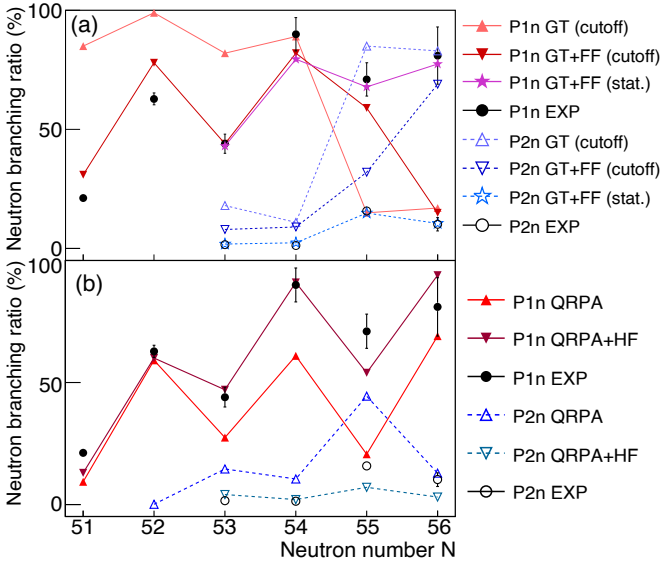 (a)
Neutron branching ratio (%)
100
50
0
P1n GT (cutoff)
P1n GT+FF (cutoff)
P1n GT+FF (stat.)
P1n EXP
P2n GT (cutoff)
P2n GT+FF (cutoff)
P2n GT+FF (stat.)
P2n EXP
(b)
Neutron branching ratio (%)
100
50
0
P1n QRPA
P1n QRPA+HF
P1n EXP
P2n QRPA
P2n QRPA+HF
P2n EXP
51 52 53 54 55 56
Neutron number N